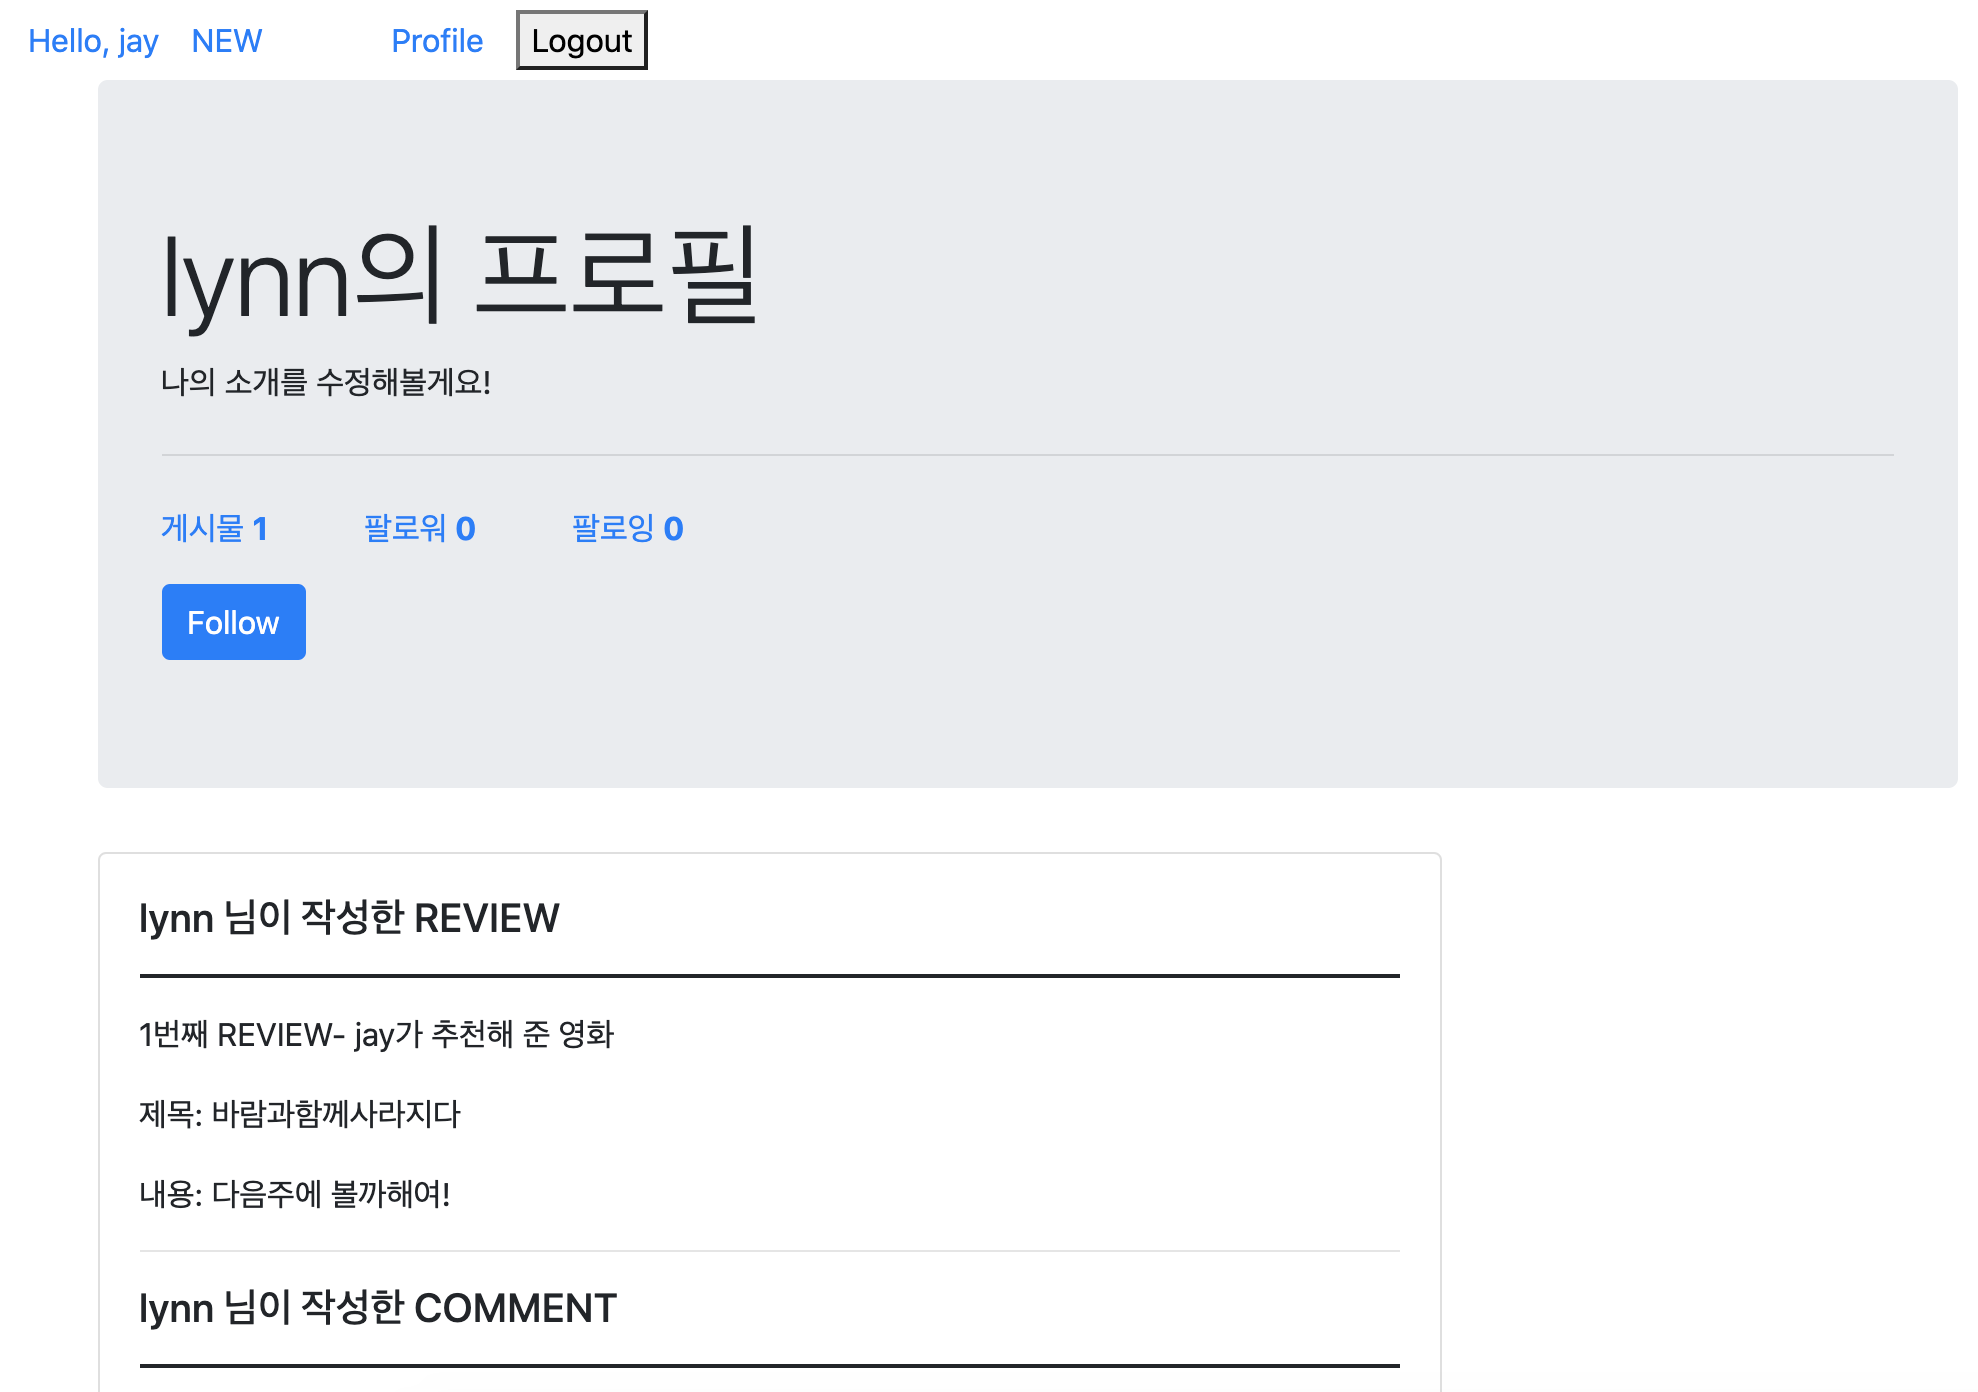 Hello, jay NEW Profile Logout
lynn의 프로필
나의 소개를 수정해볼게요!
게시물 1 팔로워 0 팔로잉 0
Follow
lynn 님이 작성한 REVIEW
1번째 REVIEW- jay가 추천해 준 영화
제목: 바람과함께사라지다
내용: 다음주에 볼까해여!
lynn 님이 작성한 COMMENT